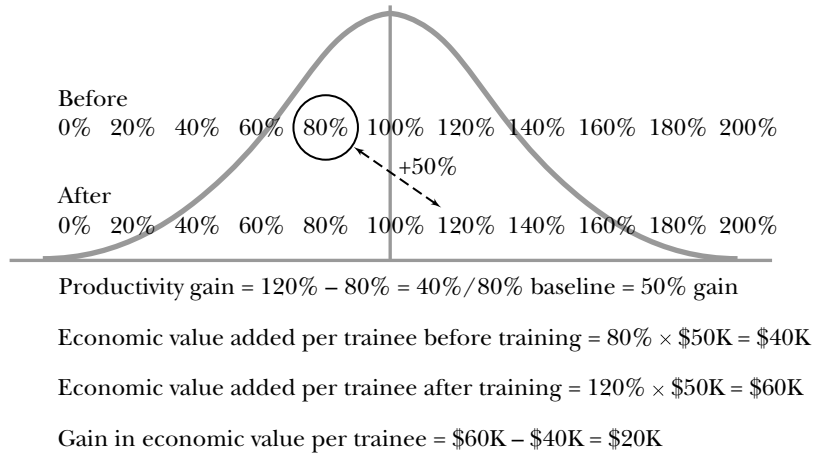 Before
0% 20% 40% 60% 80% 100% 120% 140% 160% 180% 200%
+50%
After
0% 20% 40% 60% 80% 100% 120% 140% 160% 180% 200%
Productivity gain = 120% – 80% = 40%/80% baseline = 50% gain
Economic value added per trainee before training = 80% × $50K = $40K
Economic value added per trainee after training = 120% × $50K = $60K
Gain in economic value per trainee = $60K – $40K = $20K